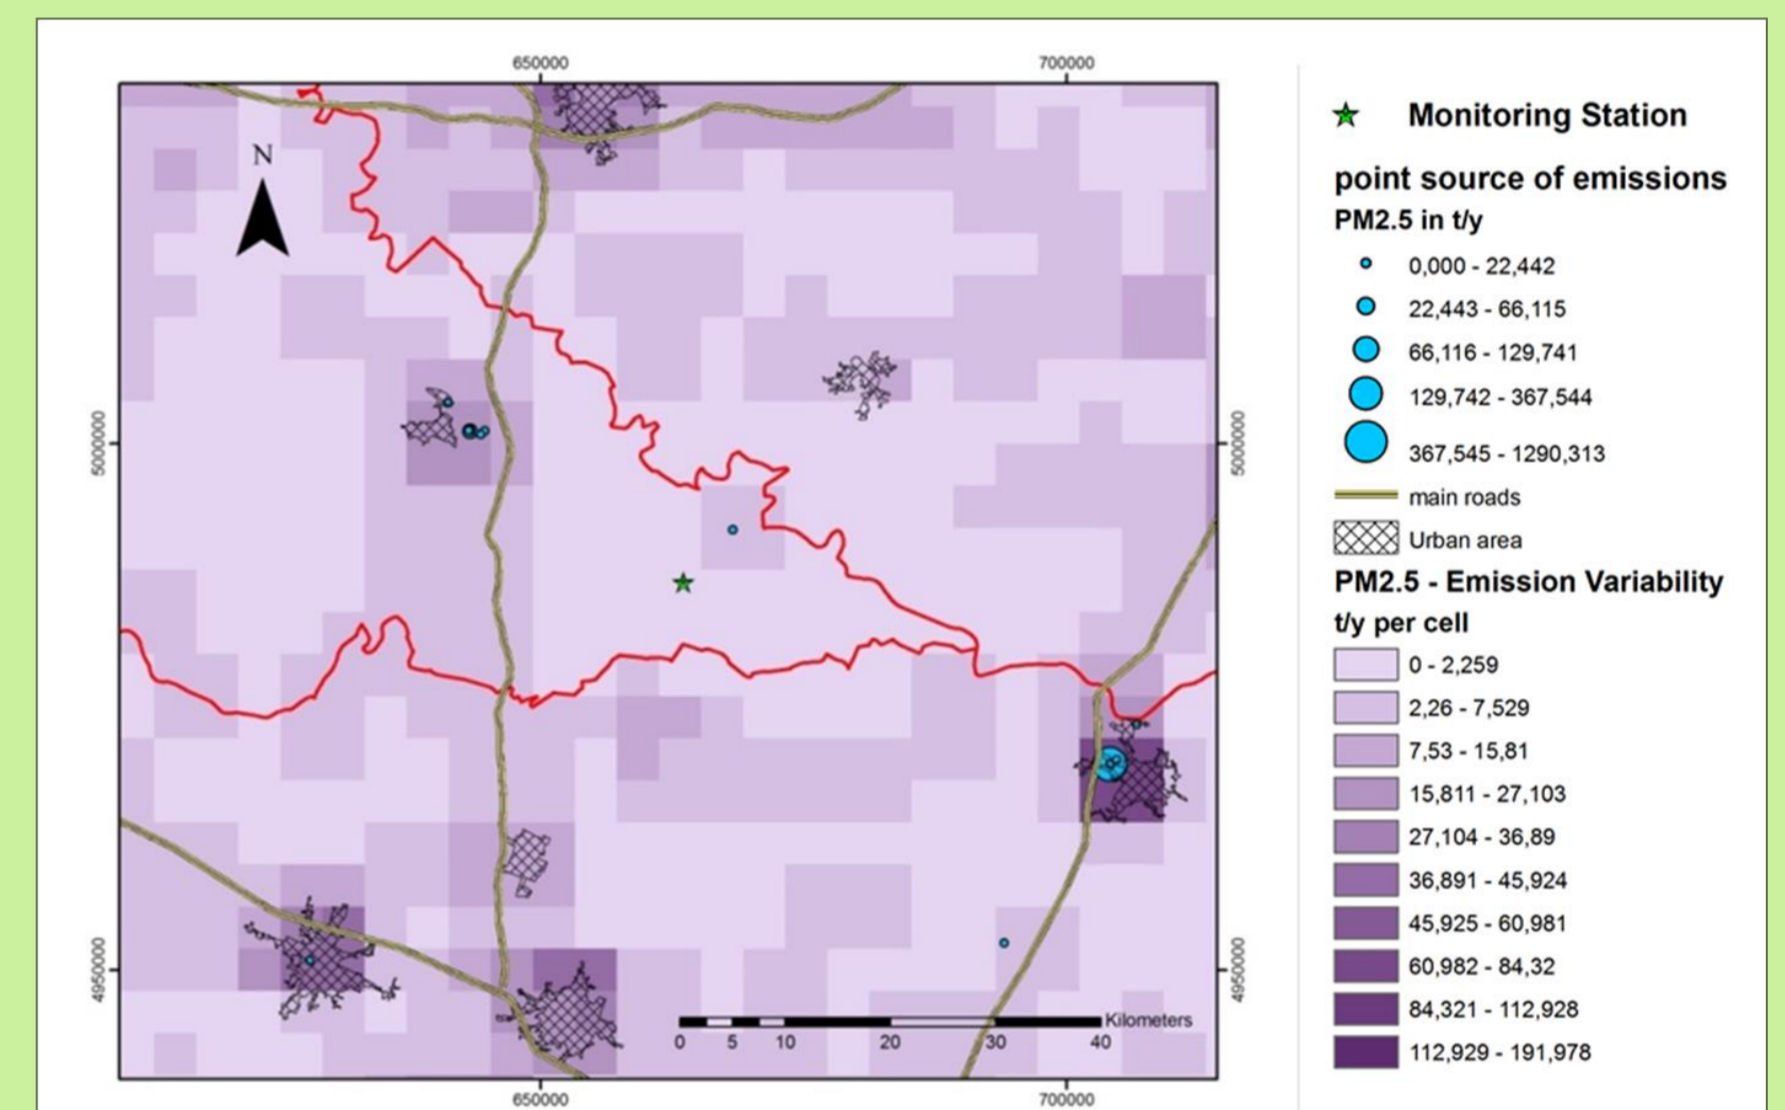 650000
700000
N
5000000
5000000
4950000
4950000
Kilometers
0 5 10 20 30 40
650000
700000
Monitoring Station
point source of emissions
PM2.5 in t/y
0,000 - 22,442
22,443 - 66,115
66,116 - 129,741
129,742 - 367,544
367,545 - 1290,313
main roads
Urban area
PM2.5 - Emission Variability
t/y per cell
0 - 2,259
2,26 - 7,529
7,53 - 15,81
15,811 - 27,103
27,104 - 36,89
36,891 - 45,924
45,925 - 60,981
60,982 - 84,32
84,321 - 112,928
112,929 - 191,978